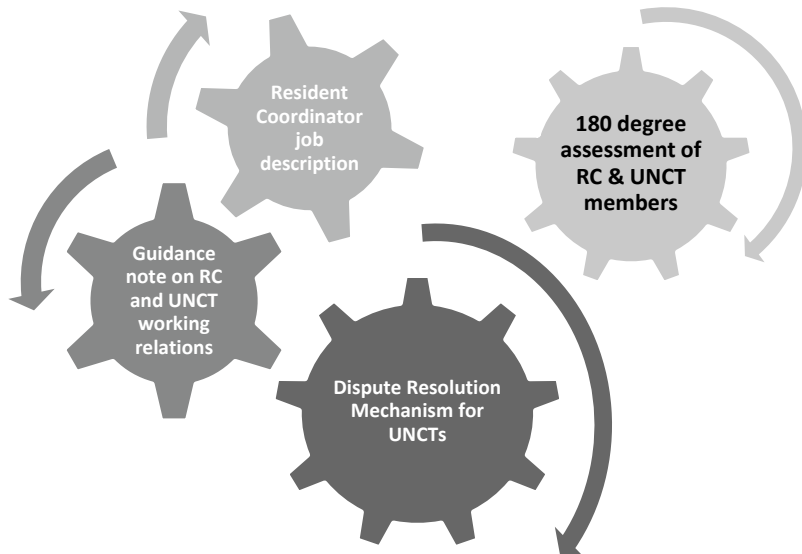 Resident
Coordinator
job
description
180 degree
assessment of
RC & UNCT
members
Guidance
note on RC
and UNCT
working
relations
Dispute Resolution
Mechanism for
UNCTs